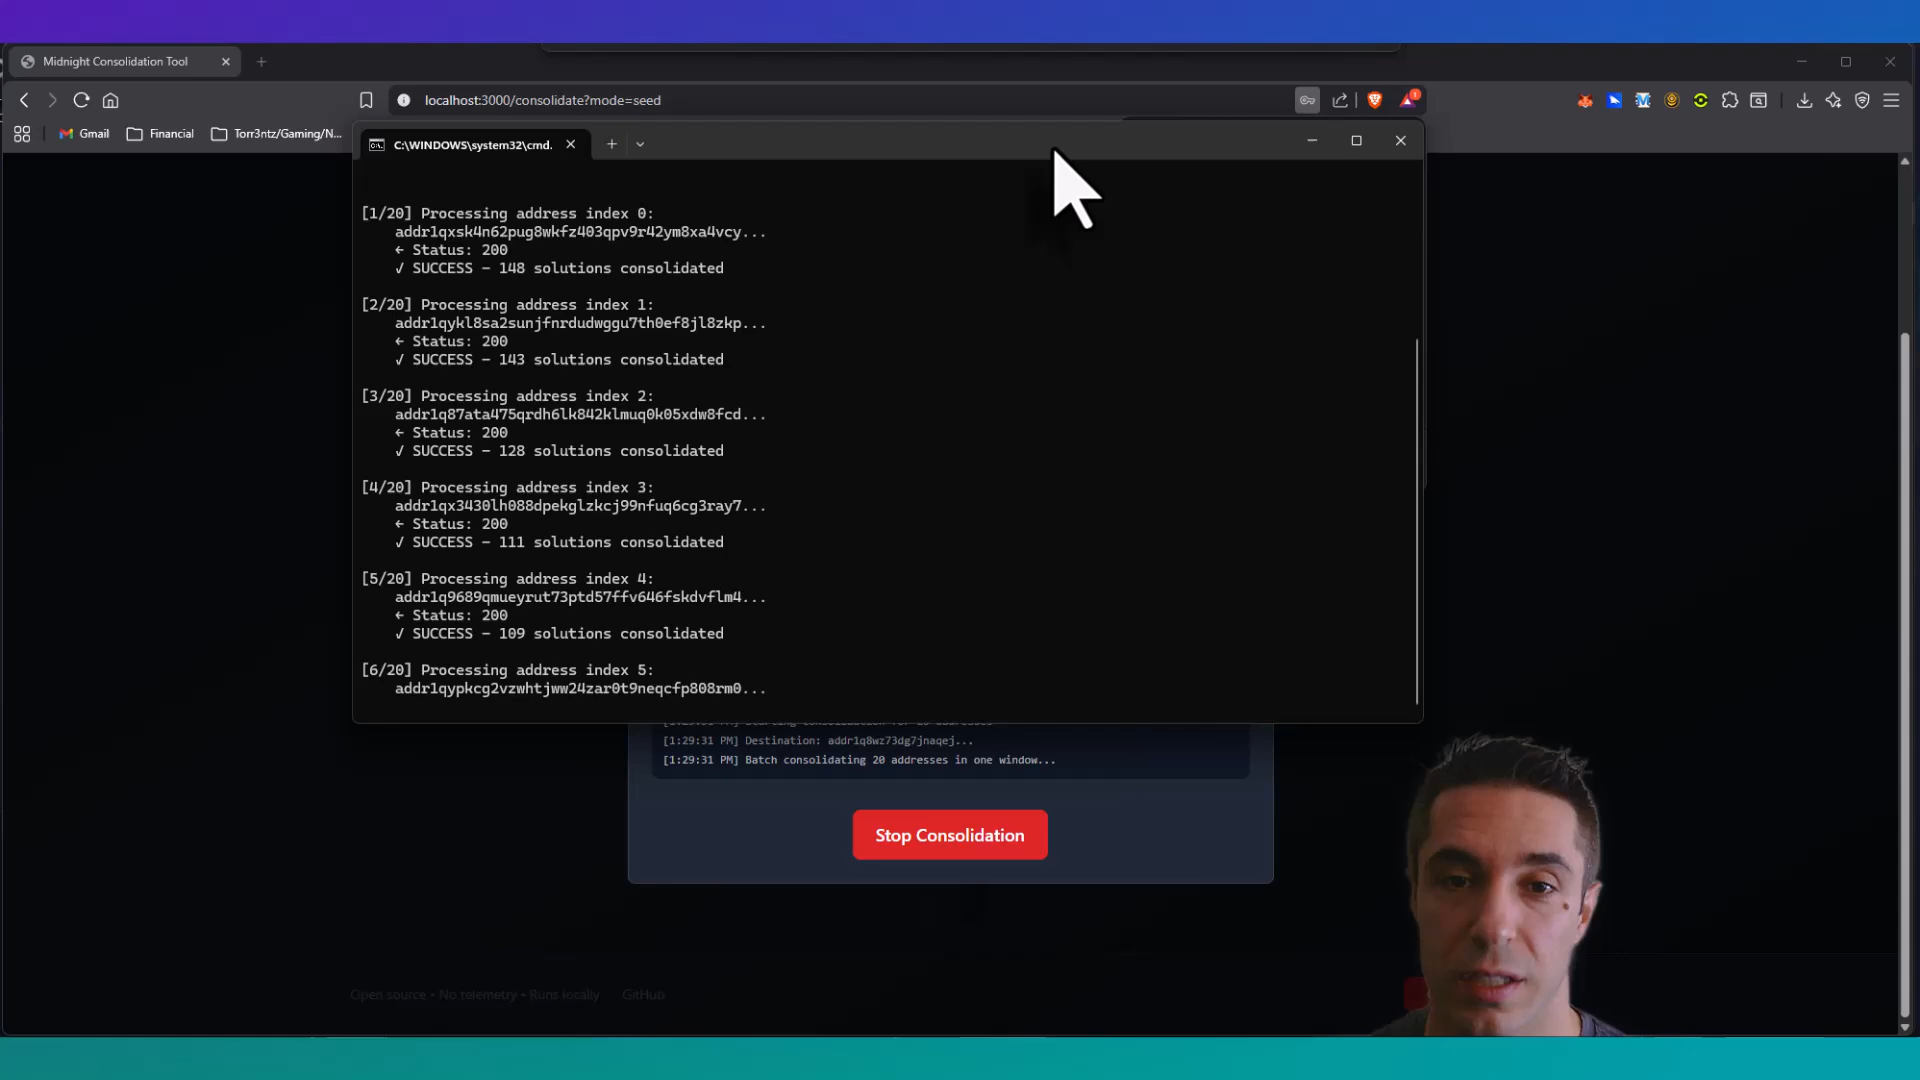 Midnight Consolidation Tool
localhost:3000/consolidate?mode=seed
1
Gmail
Financial
Torr3ntz/Gaming/N...
C:\WINDOWS\system32\cmd.
[1/20] Processing address index 0:
addr1qxsk4n62pug8wkfz403qpv9r42ym8xa4vcy...
← Status: 200
√ SUCCESS - 148 solutions consolidated
[2/20] Processing address index 1:
addr1qykl8sa2sunjfnrdudwggu7th0ef8jl8zkp...
← Status: 200
√ SUCCESS - 143 solutions consolidated
[3/20] Processing address index 2:
addr1q87ata475qrdh6lk842klmuq0k05xdw8fcd...
← Status: 200
√ SUCCESS - 128 solutions consolidated
[4/20] Processing address index 3:
addr1qx3430lh088dpekglzkcj99nfuq6cg3ray7...
← Status: 200
√ SUCCESS - 111 solutions consolidated
[5/20] Processing address index 4:
addr1q9689qmueyrut73ptd57ffv646fskdvflm4...
← Status: 200
√ SUCCESS - 109 solutions consolidated
[6/20] Processing address index 5:
addr1qypkcg2vzwhtjww24zar0t9neqcfp808rm0...
[1:29:31 PM] Destination: addr1q8wz73dg7jnaqej...
[1:29:31 PM] Batch consolidating 20 addresses in one window...
Stop Consolidation
Open source • No telemetry • Runs locally
GitHub